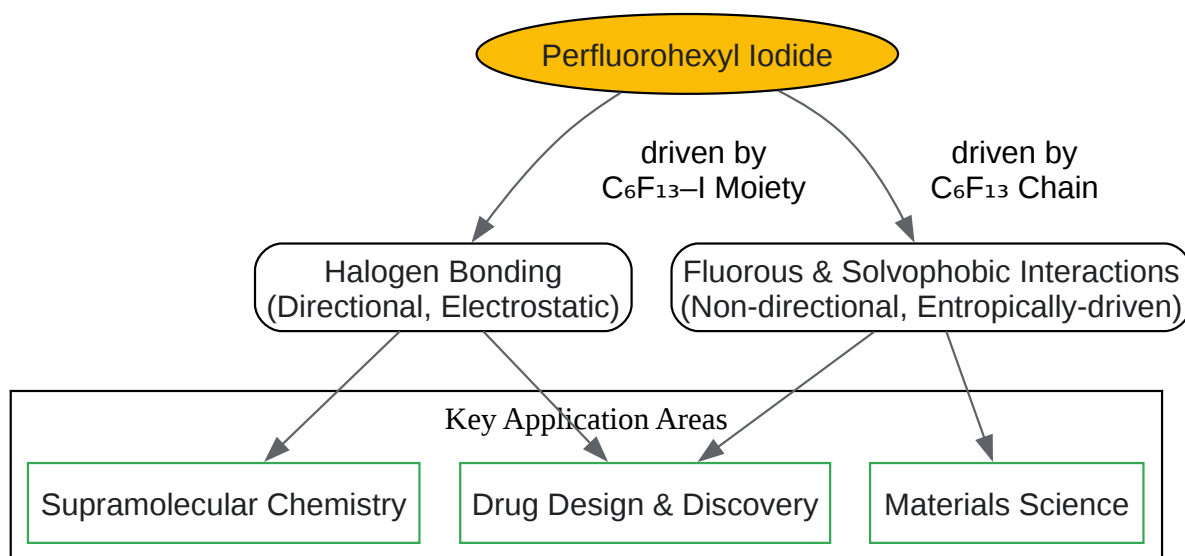 Perfluorohexyl Iodide
driven by
C₆F₁₃–I Moiety
driven by
C₆F₁₃ Chain
Halogen Bonding
(Directional, Electrostatic)
Fluorous & Solvophobic Interactions
(Non-directional, Entropically-driven)
Key Application Areas
Supramolecular Chemistry
Drug Design & Discovery
Materials Science